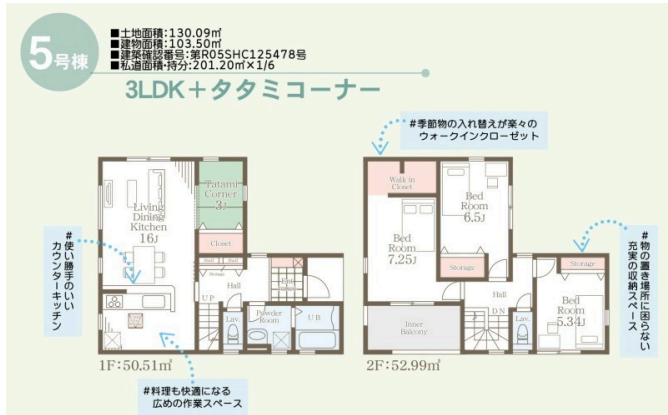 5号棟
■土地面積:130.09㎡
■建物面積:103.50㎡
■建築確認番号:第R05SHC125478号
■私道面積・持分:201.20㎡×1/6
3LDK＋タタミコーナー
#季節物の入れ替えが楽々の
ウォークインクローゼット
Living
Dining
Kitchen
16J
Tatami
Corner
3J
Closet
Storage
Hall
UP
Ent
Lav.
Powder
Room
UB
#使い勝手のいい
カウンターキッチン
1F:50.51㎡
#料理も快適になる
広めの作業スペース
Walk in
Closet
Bed
Room
7.25J
Bed
Room
6.5J
Storage
Hall
DN
Lav.
Storage
Bed
Room
5.34J
Inner
Balcony
#物の置き場所に困らない
充実の収納スペース
2F:52.99㎡